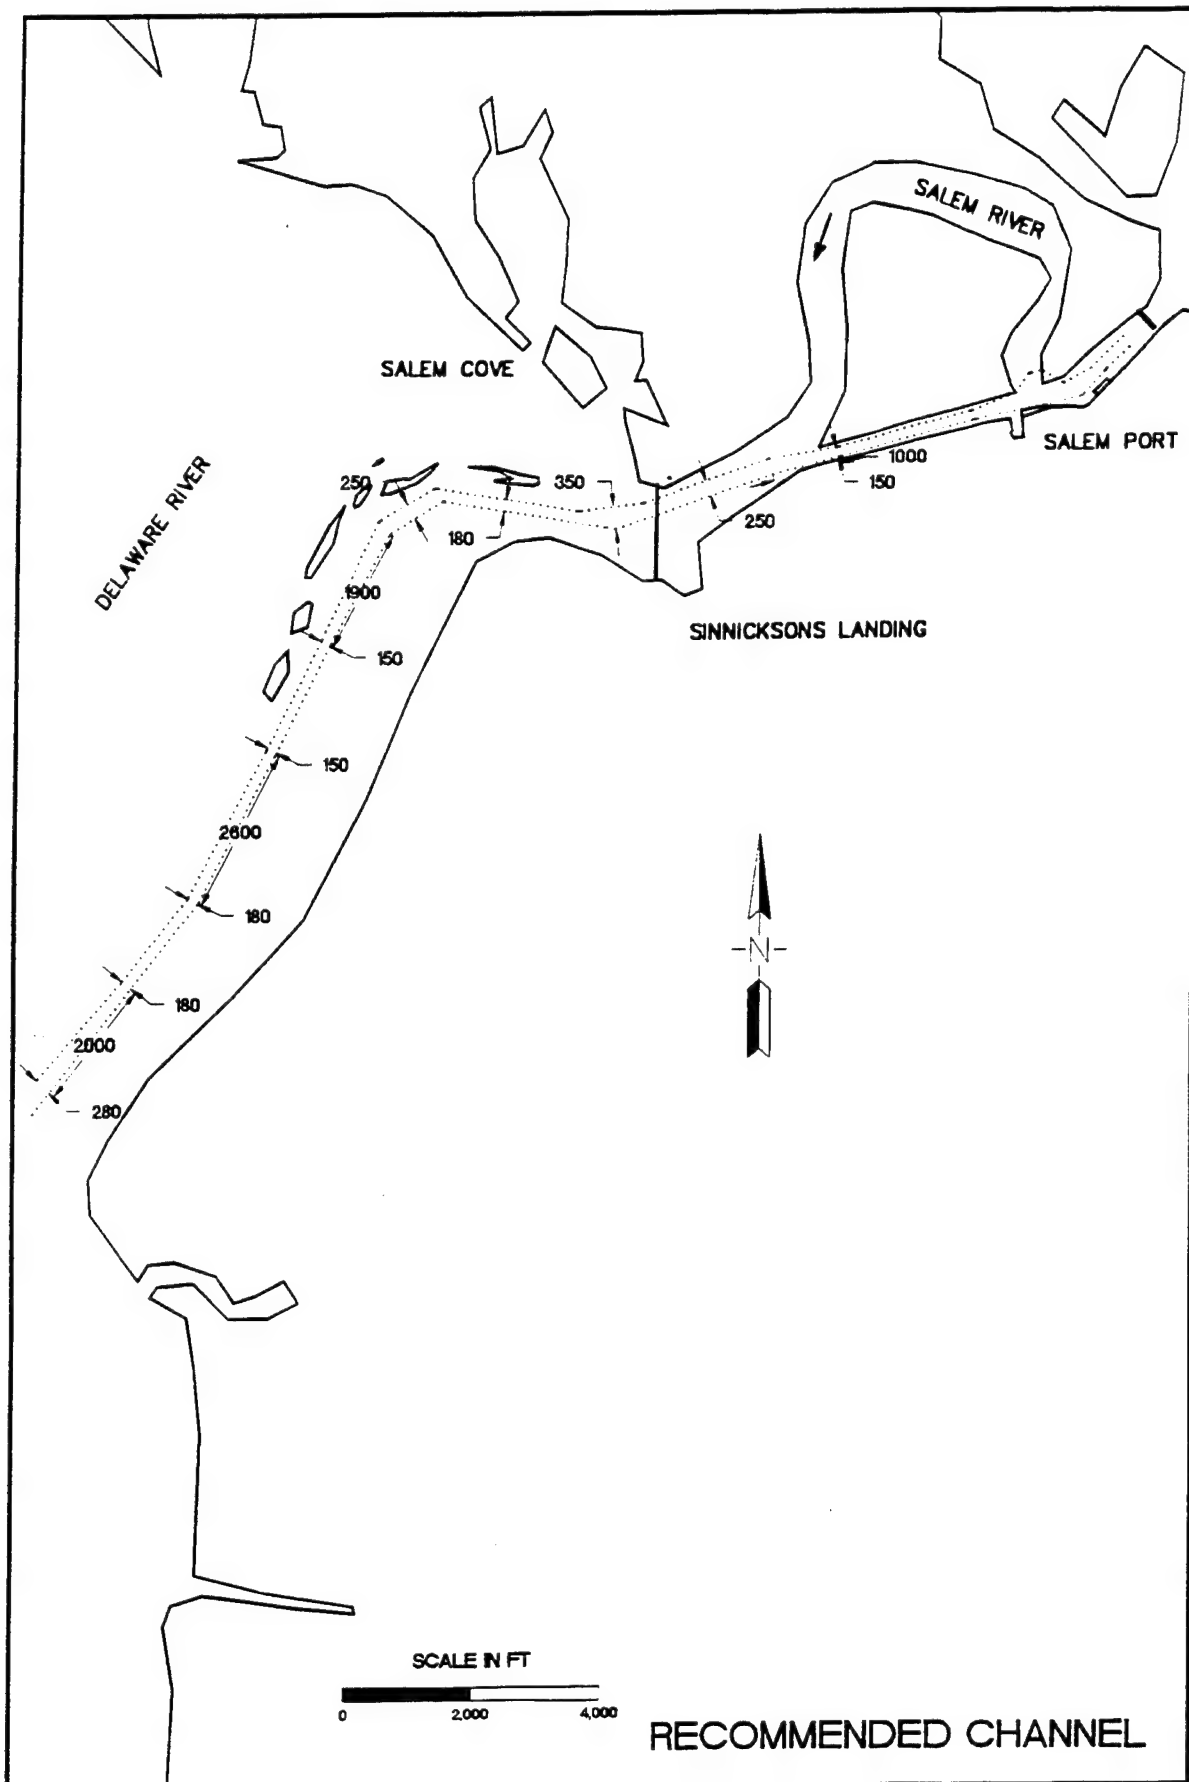 SALEM RIVER
SALEM COVE
SALEM PORT
1000
150
250
350
180
250
DELAWARE RIVER
1900
SINNICKSONS LANDING
150
150
2600
180
N
180
2000
280
SCALE IN FT
0 2,000 4,000
RECOMMENDED CHANNEL